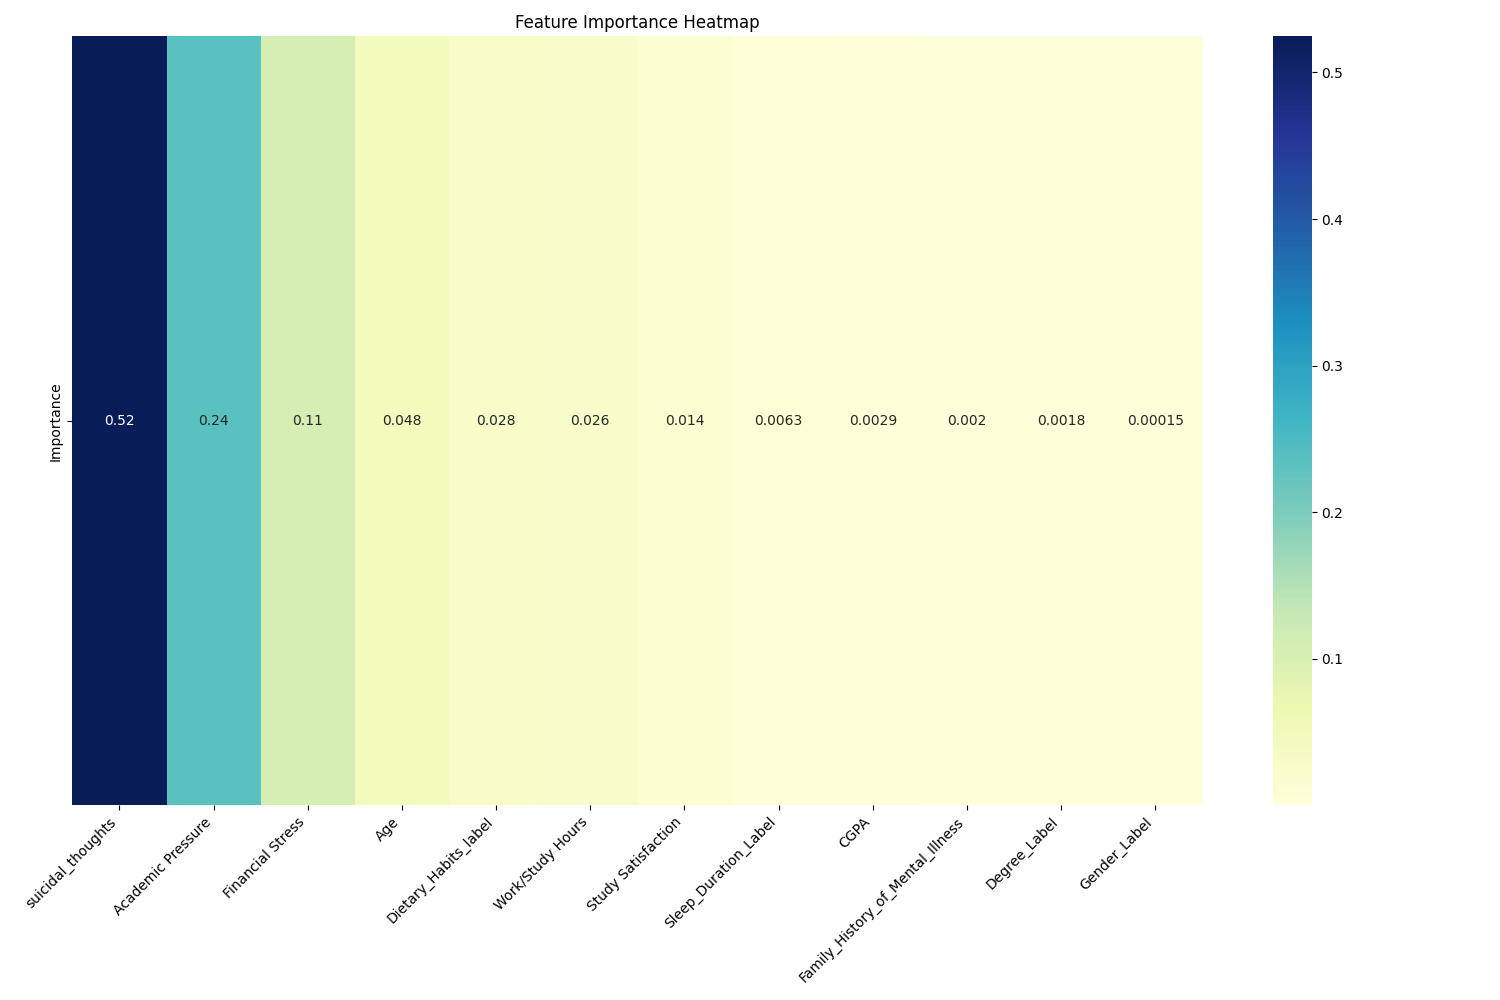 Feature Importance Heatmap
Importance
0.52
0.24
0.11
0.048
0.028
0.026
0.014
0.0063
0.0029
0.002
0.0018
0.00015
suicidal_thoughts
Academic Pressure
Financial Stress
Age
Dietary_Habits_label
Work/Study Hours
Study Satisfaction
Sleep_Duration_Label
CGPA
Family_History_of_Mental_Illness
Degree_Label
Gender_Label
0.5
0.4
0.3
0.2
0.1